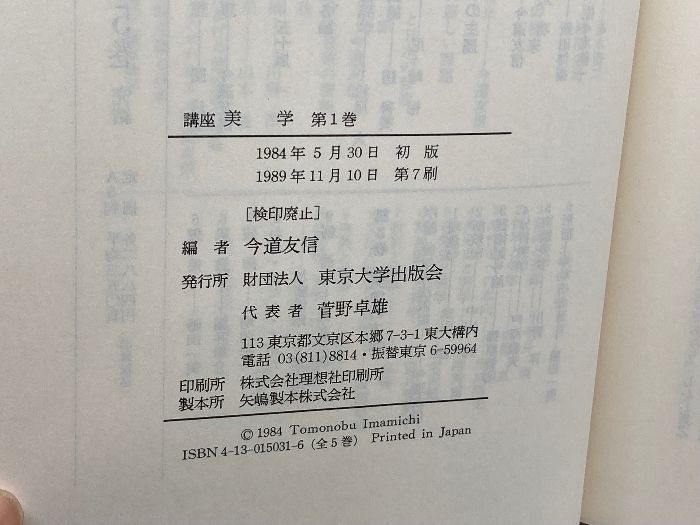 講座 美　学 第1巻
1984年5月30日 初 版
1989年11月10日 第7刷
［検印廃止］
編 者 今道友信
発行所 財団法人 東京大学出版会
代表者 菅野卓雄
113 東京都文京区本郷7-3-1東大構内
電話 03(811)8814・振替東京6-59964
印刷所 株式会社理想社印刷所
製本所 矢嶋製本株式会社
© 1984 Tomonobu Imamichi
ISBN 4-13-015031-6 (全5巻) Printed in Japan